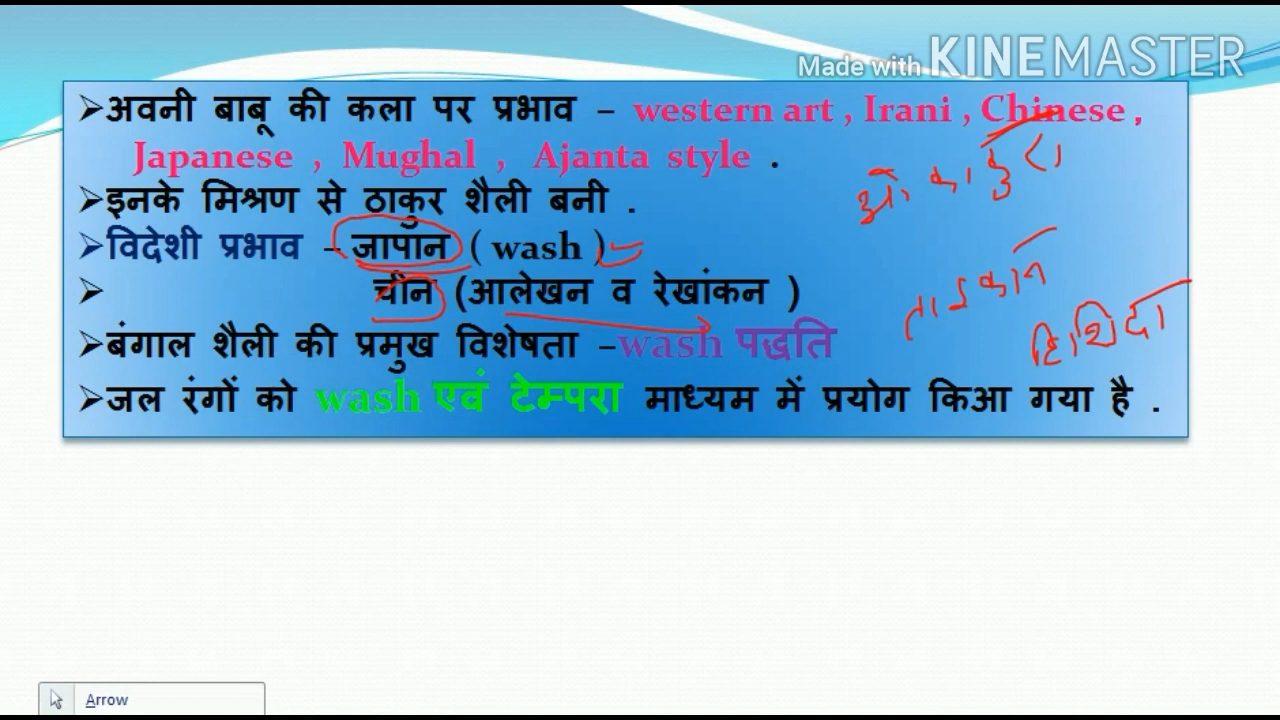 Made with KINEMASTER
➢अवनी बाबू की कला पर प्रभाव – western art , Irani , Chinese ,
Japanese , Mughal , Ajanta style .
➢इनके मिश्रण से ठाकुर शैली बनी .
➢विदेशी प्रभाव – जापान ( wash )
➢ चीन (आलेखन व रेखांकन )
➢बंगाल शैली की प्रमुख विशेषता –wash पद्धति
➢जल रंगों को wash एवं टेम्परा माध्यम में प्रयोग किआ गया है .
ताइकान
हिशिदा
Arrow